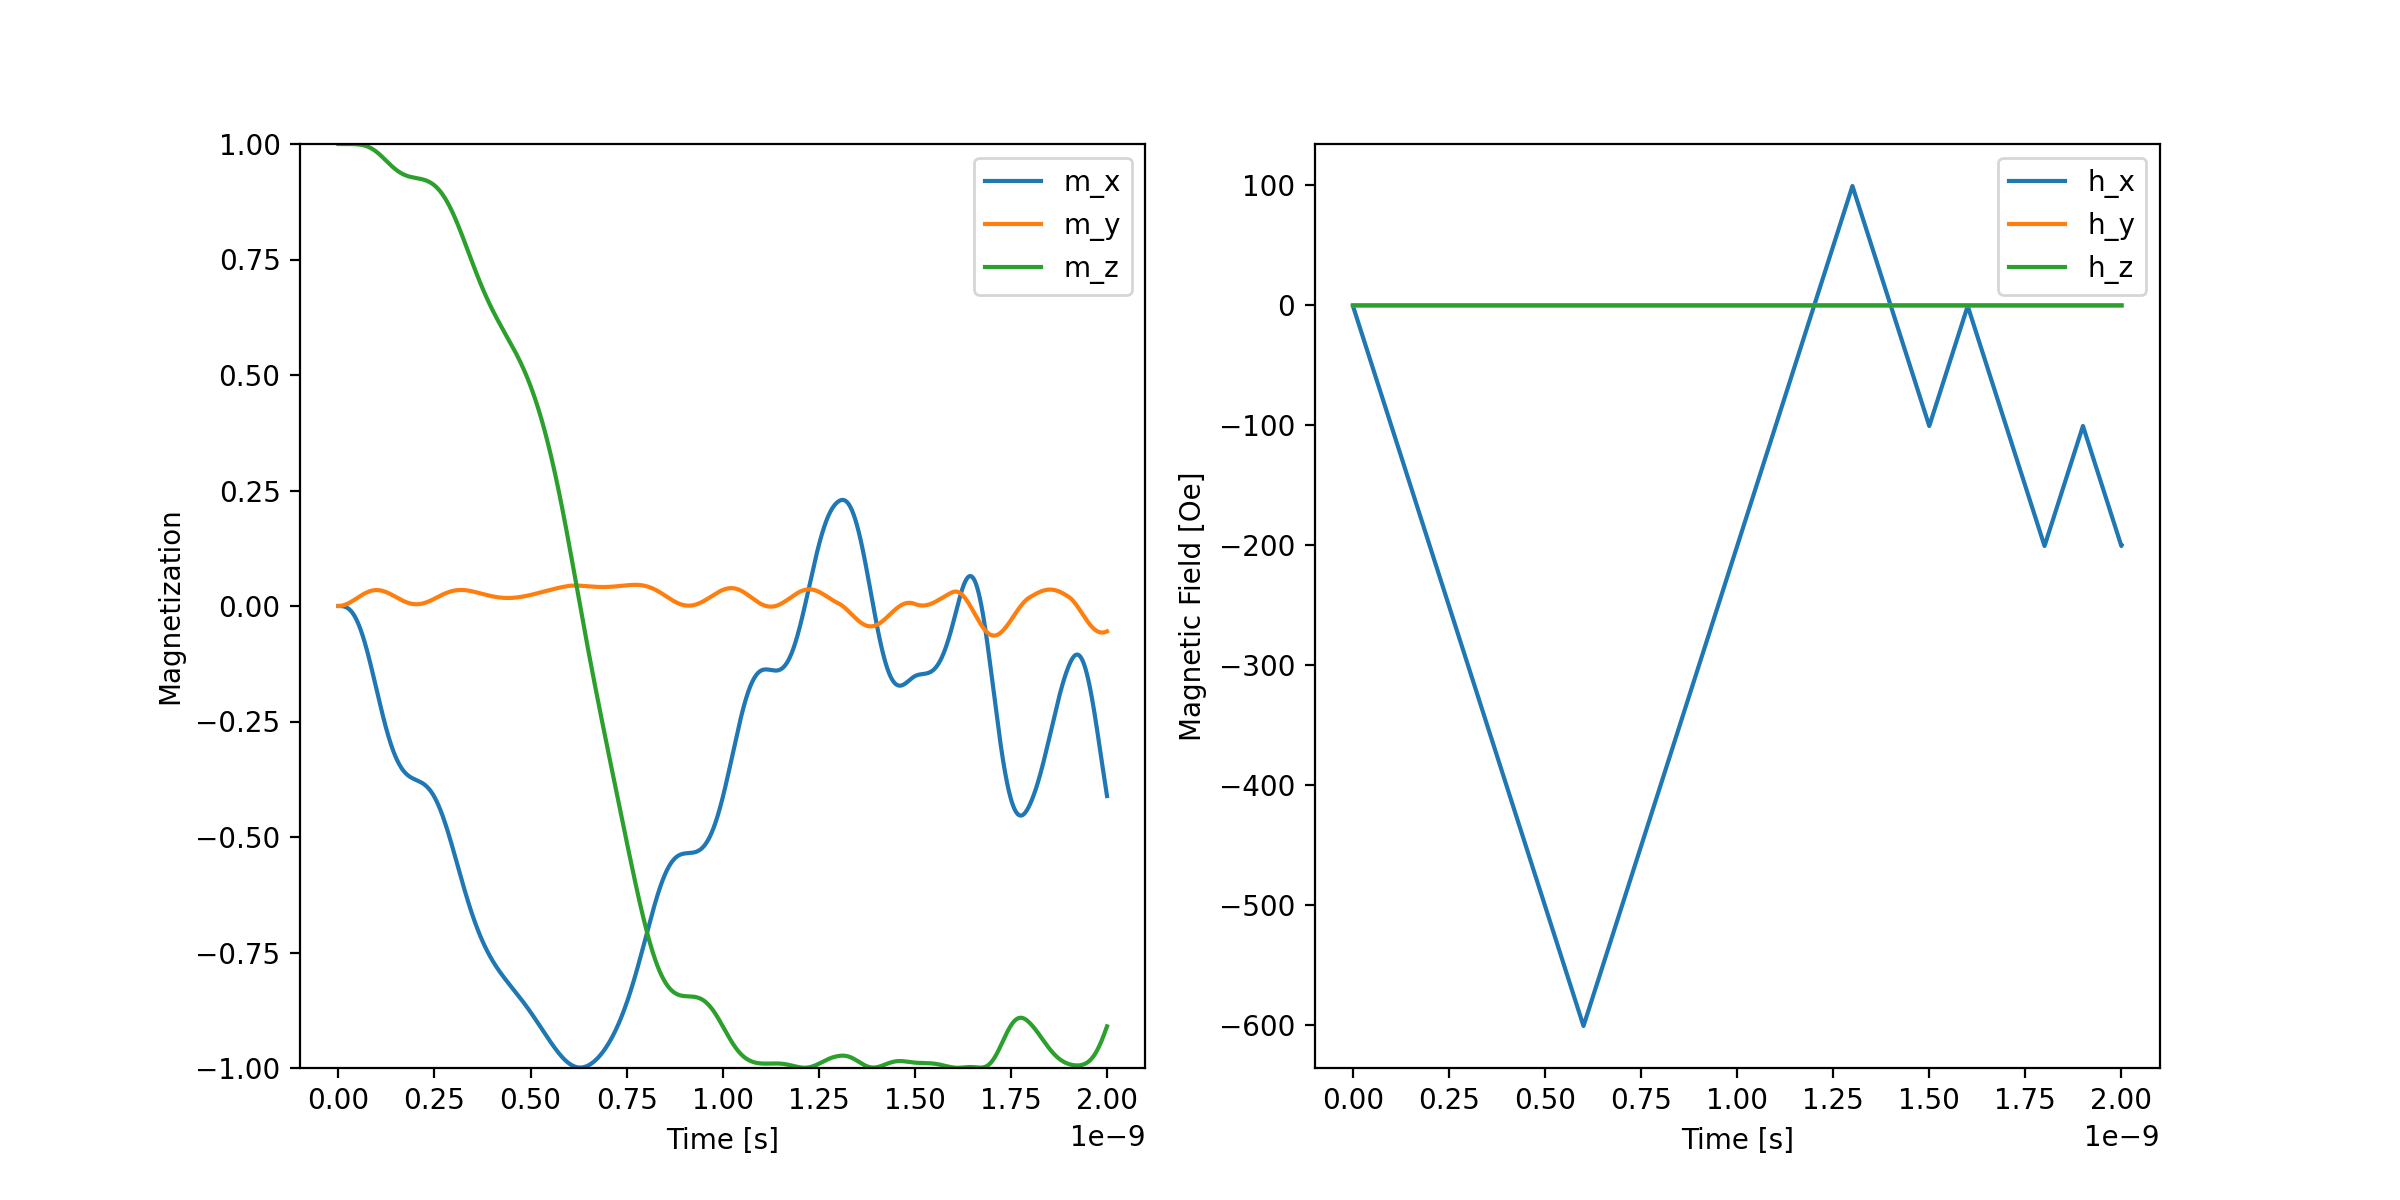 Magnetization
1.00
0.75
0.50
0.25
0.00
−0.25
−0.50
−0.75
−1.00
m_x
m_y
m_z
0.00 0.25 0.50 0.75 1.00 1.25 1.50 1.75 2.00
1e−9
Time [s]
Magnetic Field [Oe]
100
0
−100
−200
−300
−400
−500
−600
h_x
h_y
h_z
0.00 0.25 0.50 0.75 1.00 1.25 1.50 1.75 2.00
1e−9
Time [s]